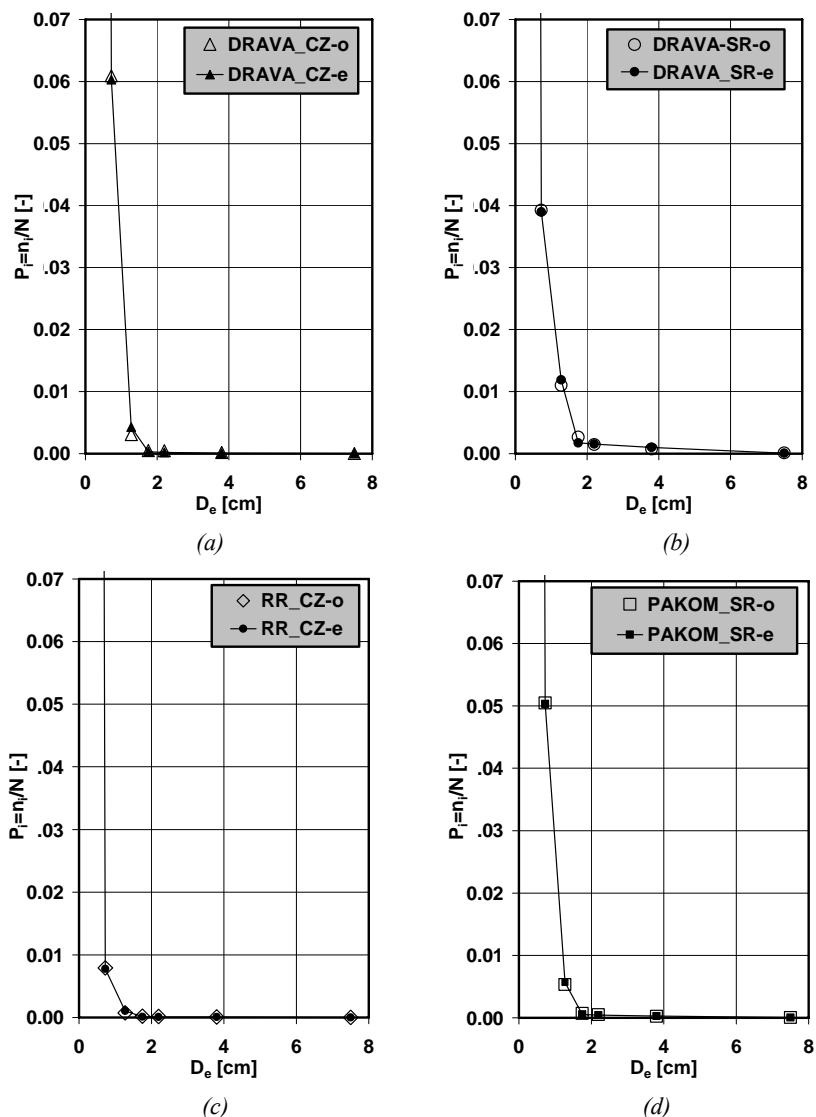 0.07
0.06
0.05
.04
.03
.02
0.01
0.00
P_i=n_i/N [-]
DRAVA_CZ-o
DRAVA_CZ-e
0 2 4 6 8
D_e [cm]
(a)
0.07
0.06
0.05
.04
.03
.02
0.01
0.00
P_i=n_i/N [-]
DRAVA-SR-o
DRAVA_SR-e
0 2 4 6 8
D_e [cm]
(b)
0.07
0.06
0.05
.04
.03
.02
0.01
0.00
P_i=n_i/N [-]
RR_CZ-o
RR_CZ-e
0 2 4 6 8
D_e [cm]
(c)
0.07
0.06
0.05
.04
.03
.02
0.01
0.00
P_i=n_i/N [-]
PAKOM_SR-o
PAKOM_SR-e
0 2 4 6 8
D_e [cm]
(d)